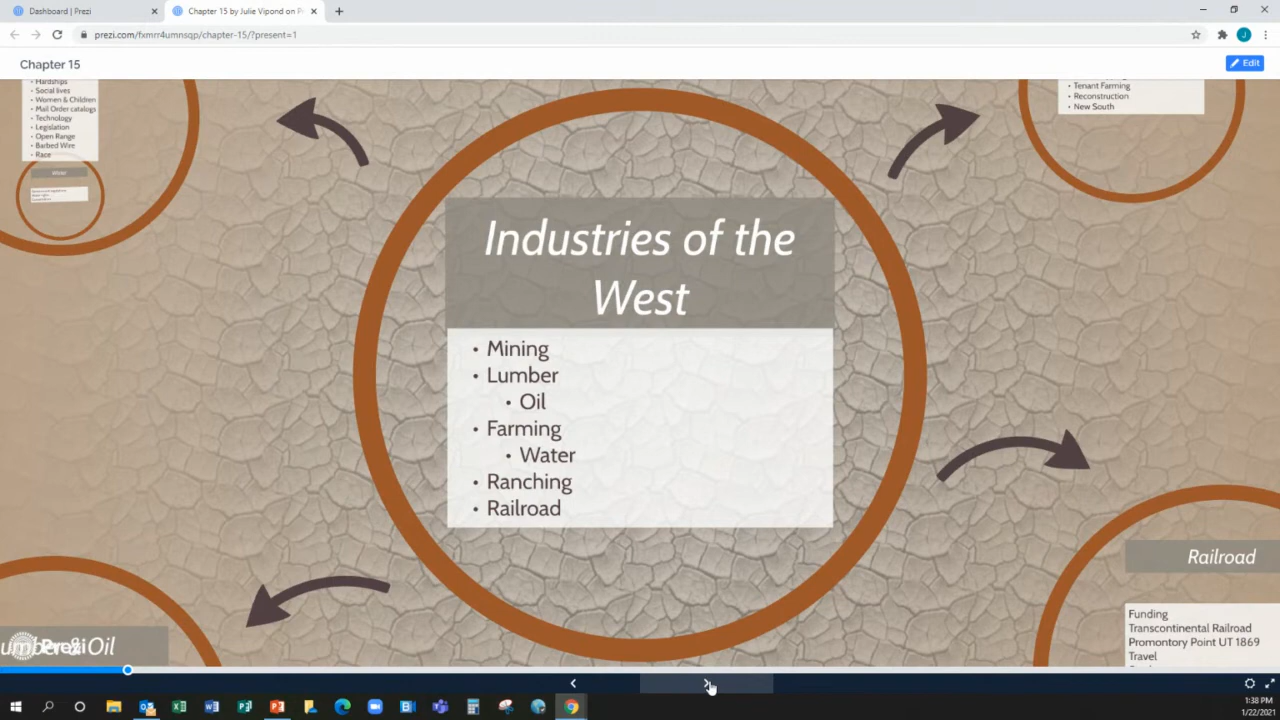 Dashboard | Prezi
Chapter 15 by Julie Vipond on P
prezi.com/fxmrr4umnsqp/chapter-15/?present=1
J
Chapter 15
Edit
Hardships
• Social lives
• Women & Children
• Mail Order catalogs
• Technology
• Legislation
• Open Range
• Barbed Wire
• Race
Water
• Tenant Farming
• Reconstruction
• New South
Industries of the
West
• Mining
• Lumber
• Oil
• Farming
• Water
• Ranching
• Railroad
Railroad
Funding
Transcontinental Railroad
Promontory Point UT 1869
Travel
& Oil
Prezi
1:38 PM
1/22/2021